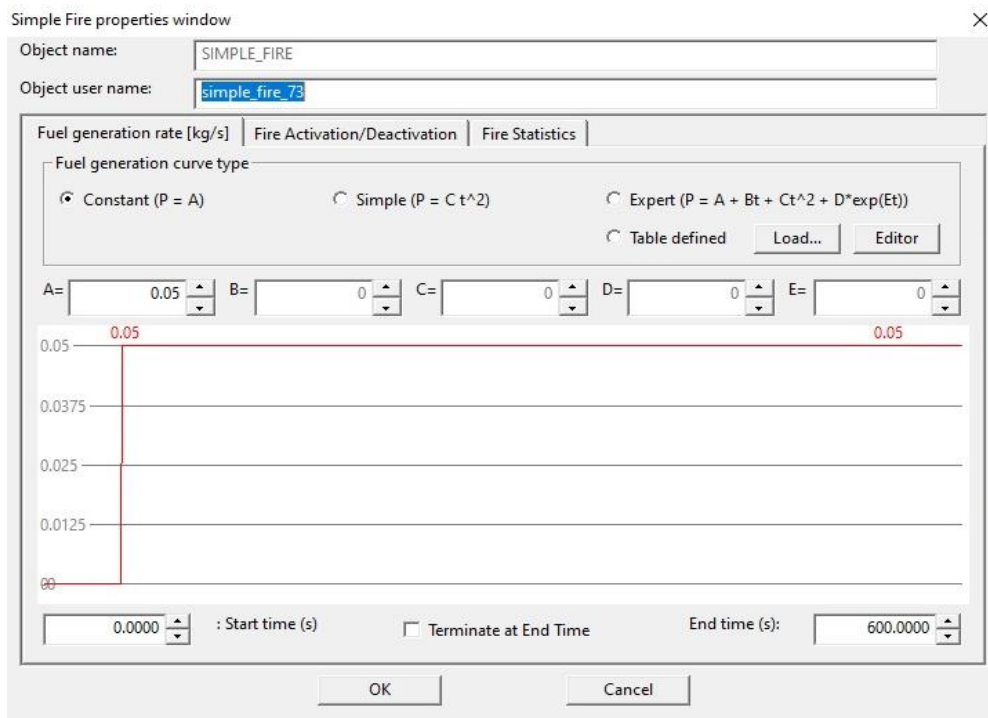 Simple Fire properties window
Object name: SIMPLE_FIRE
Object user name: simple_fire_73
Fuel generation rate [kg/s] Fire Activation/Deactivation Fire Statistics
Fuel generation curve type
Constant (P = A) Simple (P = C t^2) Expert (P = A + Bt + Ct^2 + D*exp(Et))
Table defined Load... Editor
A= 0.05 B= 0 C= 0 D= 0 E= 0
0.05 0.05
0.05
0.0375
0.025
0.0125
00
0.0000 : Start time (s) Terminate at End Time End time (s): 600.0000
OK Cancel